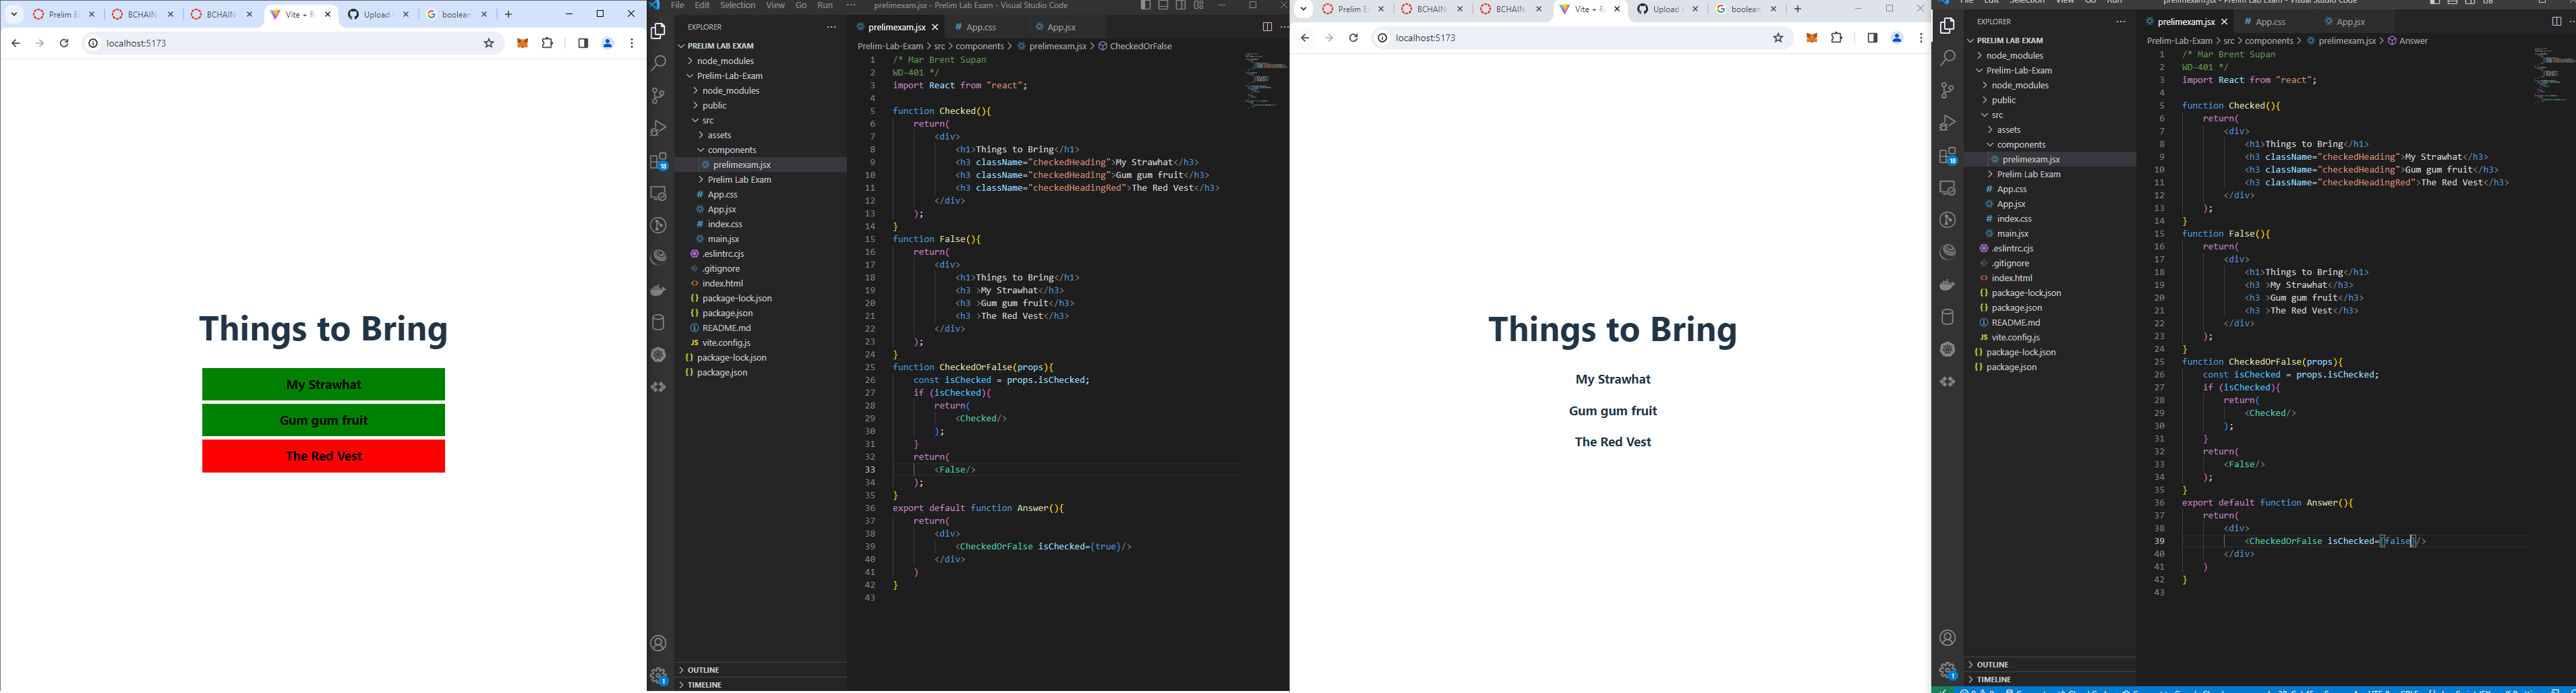 Prelim E
BCHAIN
BCHAIN
Vite + R
Upload
boolean
localhost:5173
Things to Bring
My Strawhat
Gum gum fruit
The Red Vest
File Edit Selection View Go Run ··· prelimexam.jsx - Prelim Lab Exam - Visual Studio Code
EXPLORER
PRELIM LAB EXAM
node_modules
Prelim-Lab-Exam
node_modules
public
src
assets
components
prelimexam.jsx
Prelim Lab Exam
App.css
App.jsx
index.css
main.jsx
.eslintrc.cjs
.gitignore
index.html
package-lock.json
package.json
README.md
vite.config.js
package-lock.json
package.json
OUTLINE
TIMELINE
18
1
prelimexam.jsx App.css App.jsx
Prelim-Lab-Exam > src > components > prelimexam.jsx > CheckedOrFalse
1 /* Mar Brent Supan
2 WD-401 */
3 import React from "react";
4
5 function Checked(){
6 return(
7 <div>
8 <h1>Things to Bring</h1>
9 <h3 className="checkedHeading">My Strawhat</h3>
10 <h3 className="checkedHeading">Gum gum fruit</h3>
11 <h3 className="checkedHeadingRed">The Red Vest</h3>
12 </div>
13 );
14 }
15 function False(){
16 return(
17 <div>
18 <h1>Things to Bring</h1>
19 <h3 >My Strawhat</h3>
20 <h3 >Gum gum fruit</h3>
21 <h3 >The Red Vest</h3>
22 </div>
23 );
24 }
25 function CheckedOrFalse(props){
26 const isChecked = props.isChecked;
27 if (isChecked){
28 return(
29 <Checked/>
30 );
31 }
32 return(
33 <False/>
34 );
35 }
36 export default function Answer(){
37 return(
38 <div>
39 <CheckedOrFalse isChecked={true}/>
40 </div>
41 )
42 }
43
Prelim E
BCHAIN
BCHAIN
Vite + R
Upload
boolean
localhost:5173
Things to Bring
My Strawhat
Gum gum fruit
The Red Vest
EXPLORER
PRELIM LAB EXAM
node_modules
Prelim-Lab-Exam
node_modules
public
src
assets
components
prelimexam.jsx
Prelim Lab Exam
App.css
App.jsx
index.css
main.jsx
.eslintrc.cjs
.gitignore
index.html
package-lock.json
package.json
README.md
vite.config.js
package-lock.json
package.json
OUTLINE
TIMELINE
18
1
prelimexam.jsx App.css App.jsx
Prelim-Lab-Exam > src > components > prelimexam.jsx > Answer
1 /* Mar Brent Supan
2 WD-401 */
3 import React from "react";
4
5 function Checked(){
6 return(
7 <div>
8 <h1>Things to Bring</h1>
9 <h3 className="checkedHeading">My Strawhat</h3>
10 <h3 className="checkedHeading">Gum gum fruit</h3>
11 <h3 className="checkedHeadingRed">The Red Vest</h3>
12 </div>
13 );
14 }
15 function False(){
16 return(
17 <div>
18 <h1>Things to Bring</h1>
19 <h3 >My Strawhat</h3>
20 <h3 >Gum gum fruit</h3>
21 <h3 >The Red Vest</h3>
22 </div>
23 );
24 }
25 function CheckedOrFalse(props){
26 const isChecked = props.isChecked;
27 if (isChecked){
28 return(
29 <Checked/>
30 );
31 }
32 return(
33 <False/>
34 );
35 }
36 export default function Answer(){
37 return(
38 <div>
39 <CheckedOrFalse isChecked={false}/>
40 </div>
41 )
42 }
43